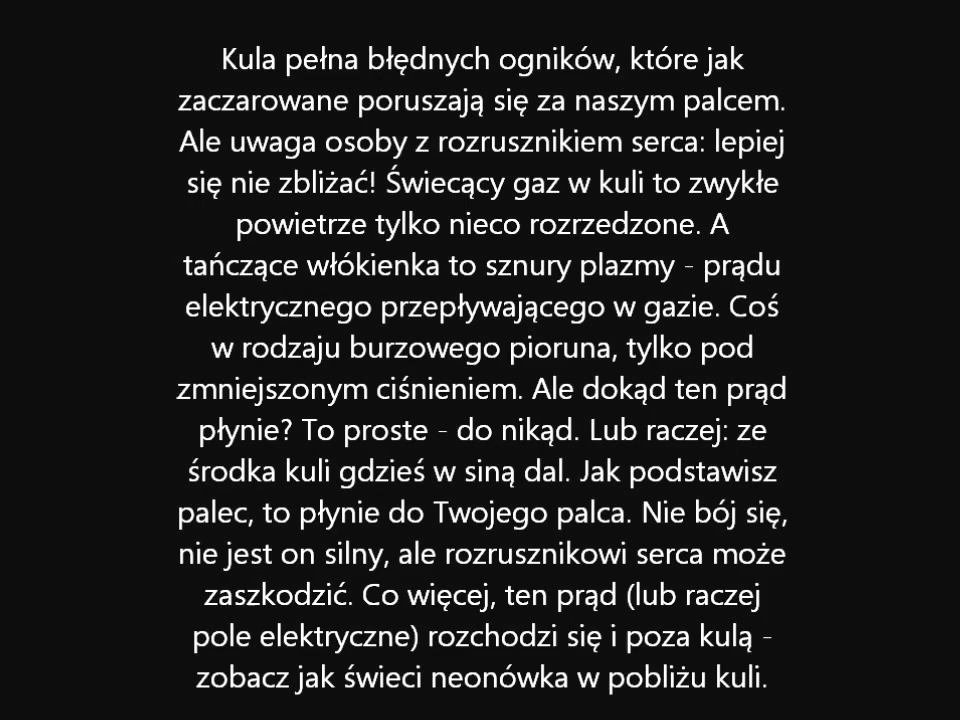 Kula pełna błędnych ogników, które jak
zaczarowane poruszają się za naszym palcem.
Ale uwaga osoby z rozrusznikiem serca: lepiej
się nie zbliżać! Świecący gaz w kuli to zwykłe
powietrze tylko nieco rozrzedzone. A
tańczące włókienka to sznury plazmy - prądu
elektrycznego przepływającego w gazie. Coś
w rodzaju burzowego pioruna, tylko pod
zmniejszonym ciśnieniem. Ale dokąd ten prąd
płynie? To proste - do nikąd. Lub raczej: ze
środka kuli gdzieś w siną dal. Jak podstawisz
palec, to płynie do Twojego palca. Nie bój się,
nie jest on silny, ale rozrusznikowi serca może
zaszkodzić. Co więcej, ten prąd (lub raczej
pole elektryczne) rozchodzi się i poza kulą -
zobacz jak świeci neonówka w pobliżu kuli.